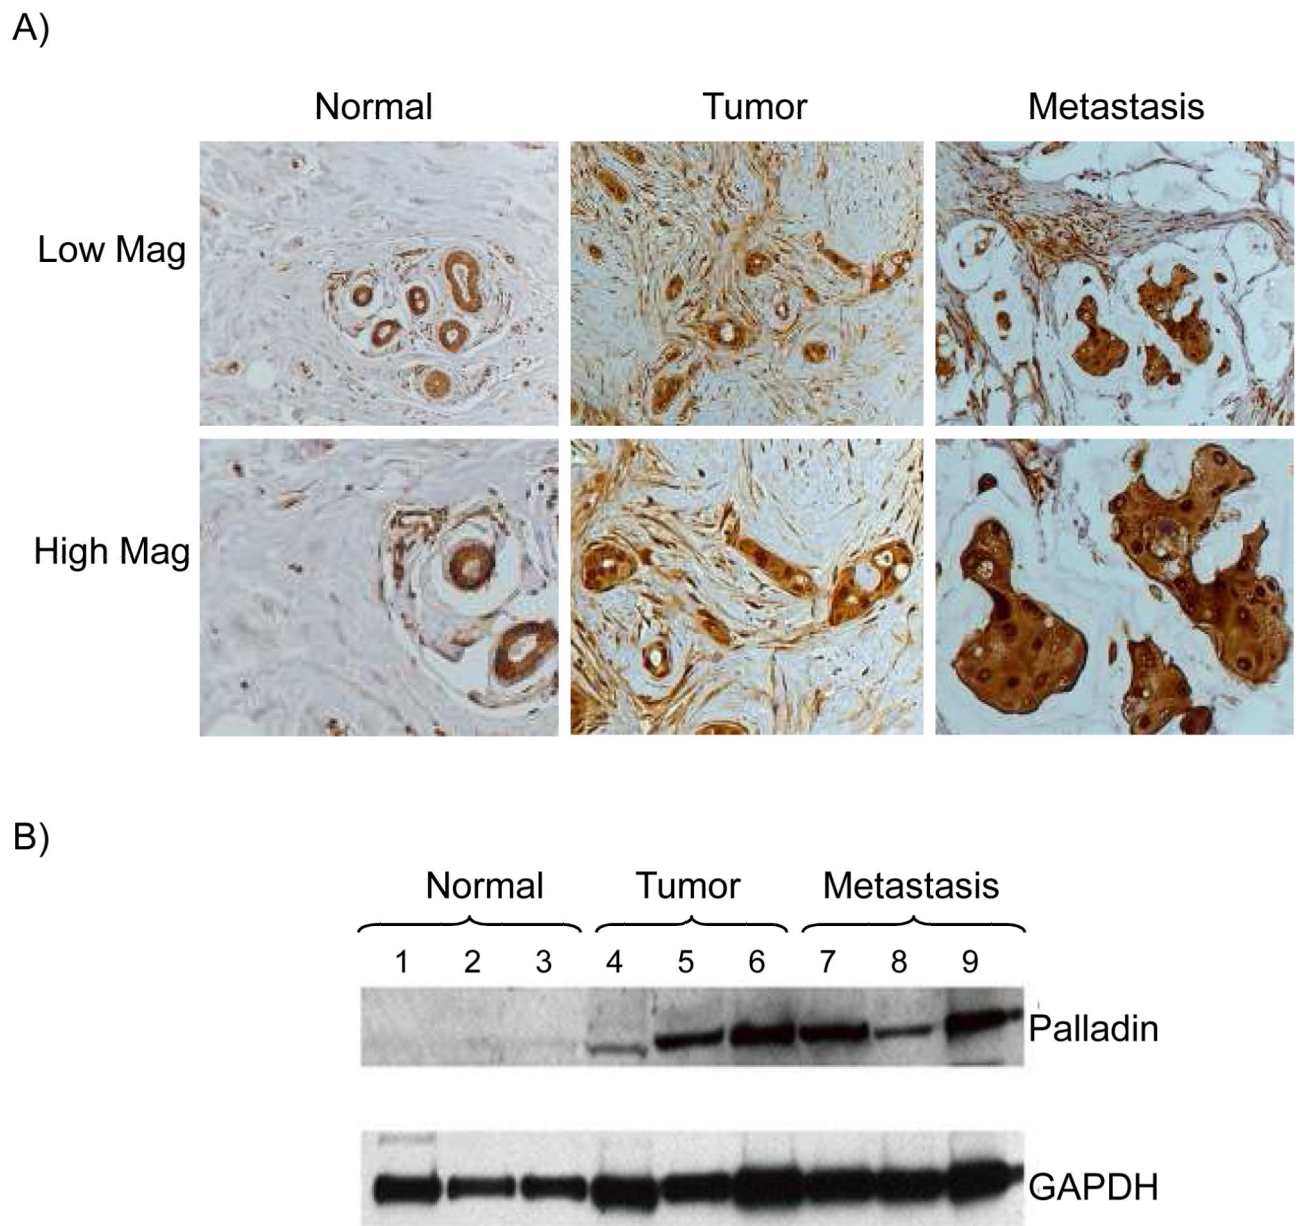 A)
Normal Tumor Metastasis
Low Mag
High Mag
B)
Normal Tumor Metastasis
1 2 3 4 5 6 7 8 9
Palladin
GAPDH